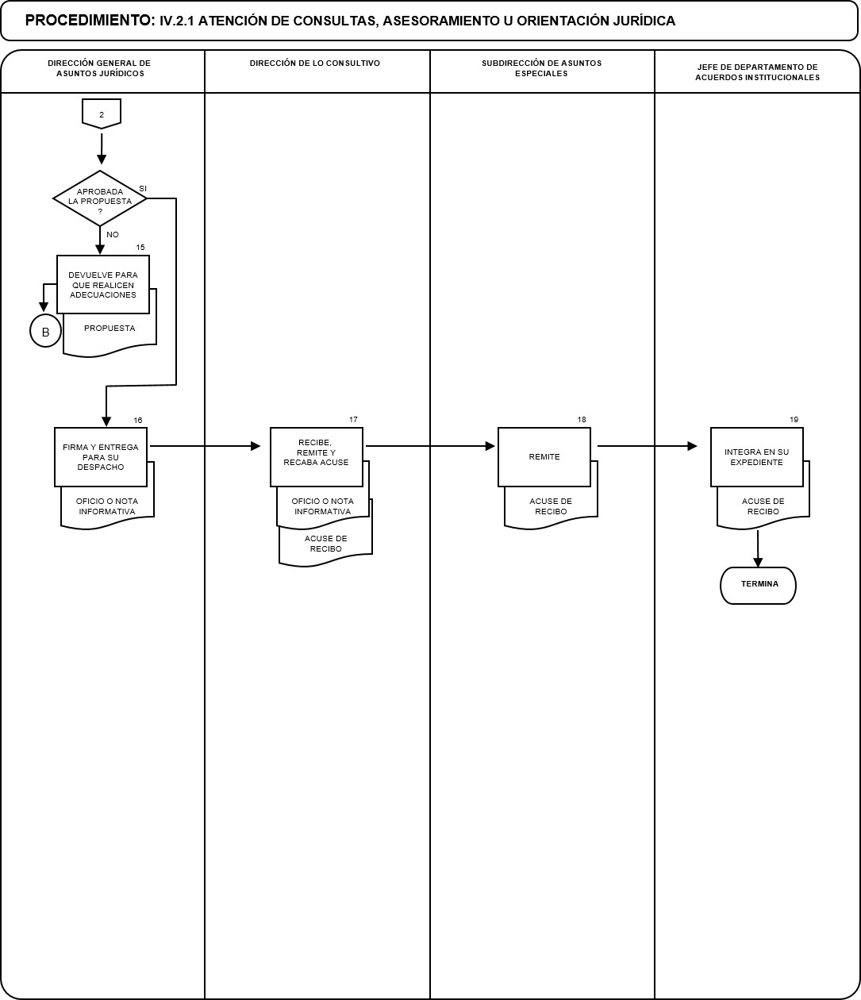 PROCEDIMIENTO: IV.2.1 ATENCIÓN DE CONSULTAS, ASESORAMIENTO U ORIENTACIÓN JURÍDICA
DIRECCIÓN GENERAL DE
ASUNTOS JURÍDICOS
DIRECCIÓN DE LO CONSULTIVO
SUBDIRECCIÓN DE ASUNTOS
ESPECIALES
JEFE DE DEPARTAMENTO DE
ACUERDOS INSTITUCIONALES
2
APROBADA
LA PROPUESTA
?
SI
NO
15
DEVUELVE PARA
QUE REALICEN
ADECUACIONES
PROPUESTA
B
16
FIRMA Y ENTREGA
PARA SU
DESPACHO
OFICIO O NOTA
INFORMATIVA
17
RECIBE,
REMITE Y
RECABA ACUSE
OFICIO O NOTA
INFORMATIVA
ACUSE DE
RECIBO
18
REMITE
ACUSE DE
RECIBO
19
INTEGRA EN SU
EXPEDIENTE
ACUSE DE
RECIBO
TERMINA